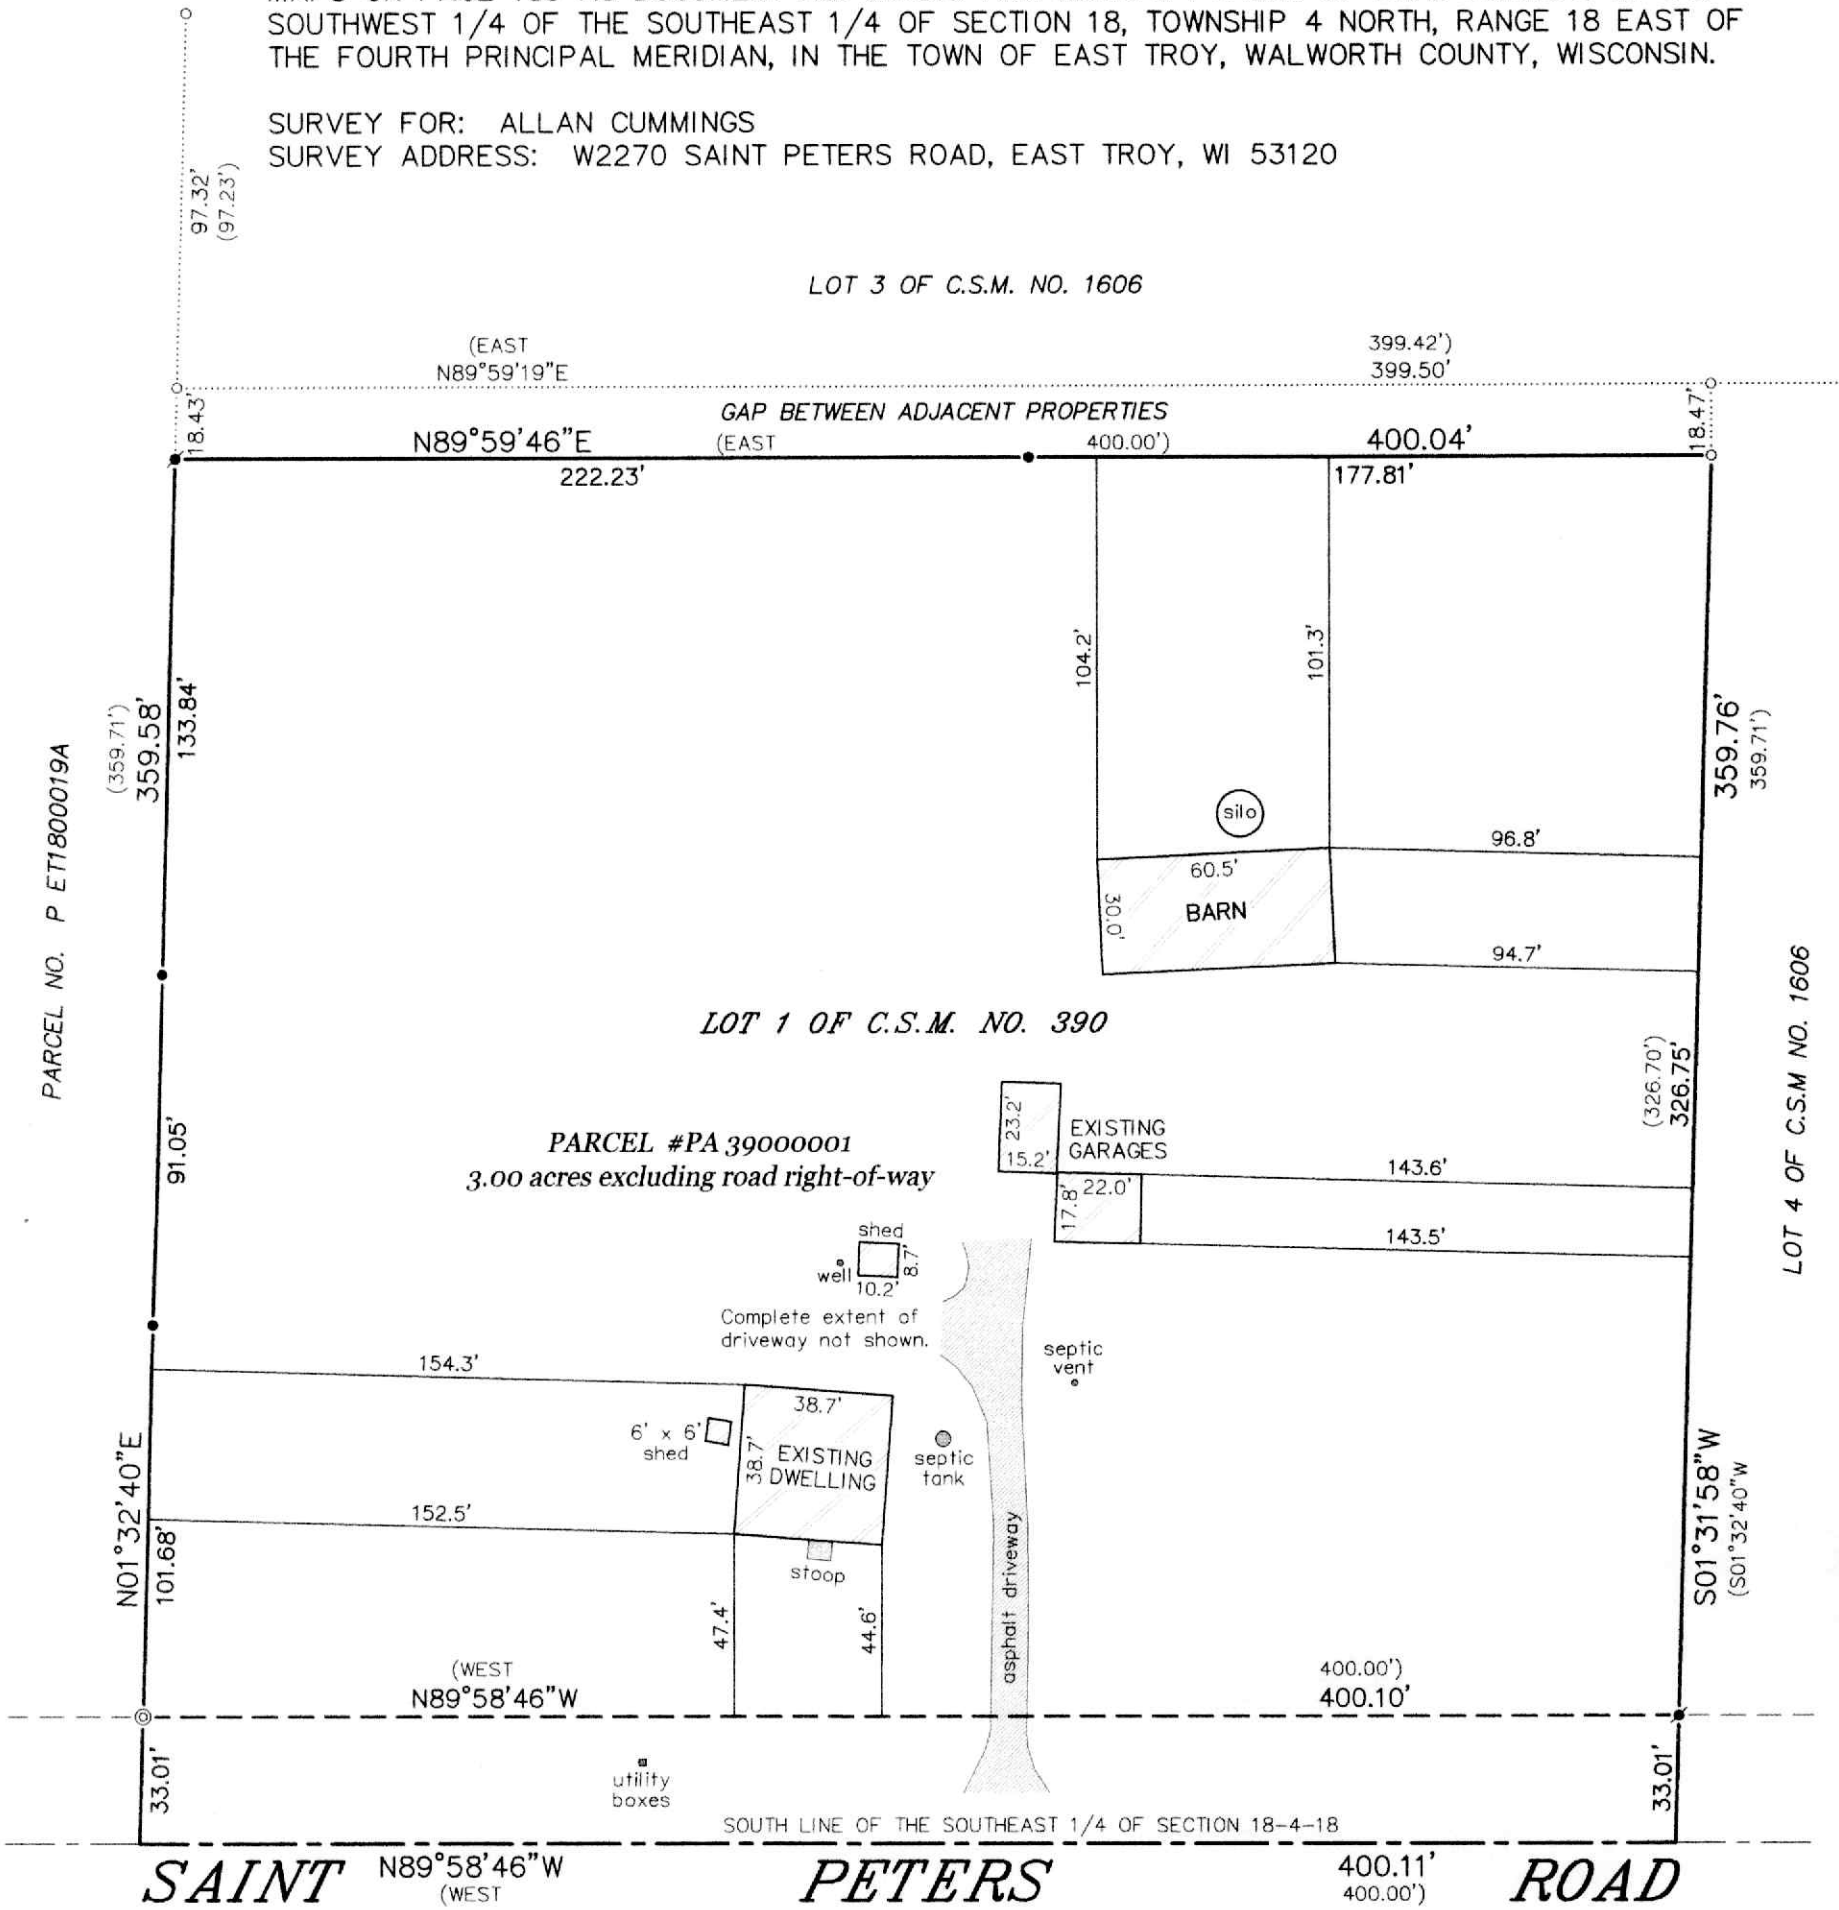 SOUTHWEST 1/4 OF THE SOUTHEAST 1/4 OF SECTION 18, TOWNSHIP 4 NORTH, RANGE 18 EAST OF
THE FOURTH PRINCIPAL MERIDIAN, IN THE TOWN OF EAST TROY, WALWORTH COUNTY, WISCONSIN.
SURVEY FOR: ALLAN CUMMINGS
SURVEY ADDRESS: W2270 SAINT PETERS ROAD, EAST TROY, WI 53120
97.32'
(97.23')
LOT 3 OF C.S.M. NO. 1606
(EAST 399.42')
N89°59'19"E 399.50'
18.43'
GAP BETWEEN ADJACENT PROPERTIES
18.47'
N89°59'46"E (EAST 400.00') 400.04'
222.23' 177.81'
104.2'
101.3'
(359.71')
359.58'
133.84'
359.76'
359.71')
PARCEL NO. P ET1800019A
silo
96.8'
60.5'
30.0'
BARN
94.7'
LOT 1 OF C.S.M. NO. 390
(326.70')
326.75'
LOT 4 OF C.S.M NO. 1606
91.05'
23.2'
15.2'
EXISTING
GARAGES
PARCEL #PA 39000001
3.00 acres excluding road right-of-way
143.6'
17.8'
22.0'
143.5'
shed
well
8.7'
10.2'
Complete extent of
driveway not shown.
septic
vent
154.3'
38.7'
6' x 6'
shed
38.7'
EXISTING
DWELLING
septic
tank
152.5'
N01°32'40"E
101.68'
stoop
47.4'
44.6'
asphalt driveway
S01°31'58"W
(S01°32'40"W
(WEST 400.00')
N89°58'46"W 400.10'
33.01'
33.01'
utility
boxes
SOUTH LINE OF THE SOUTHEAST 1/4 OF SECTION 18-4-18
SAINT PETERS ROAD
N89°58'46"W 400.11'
(WEST 400.00')